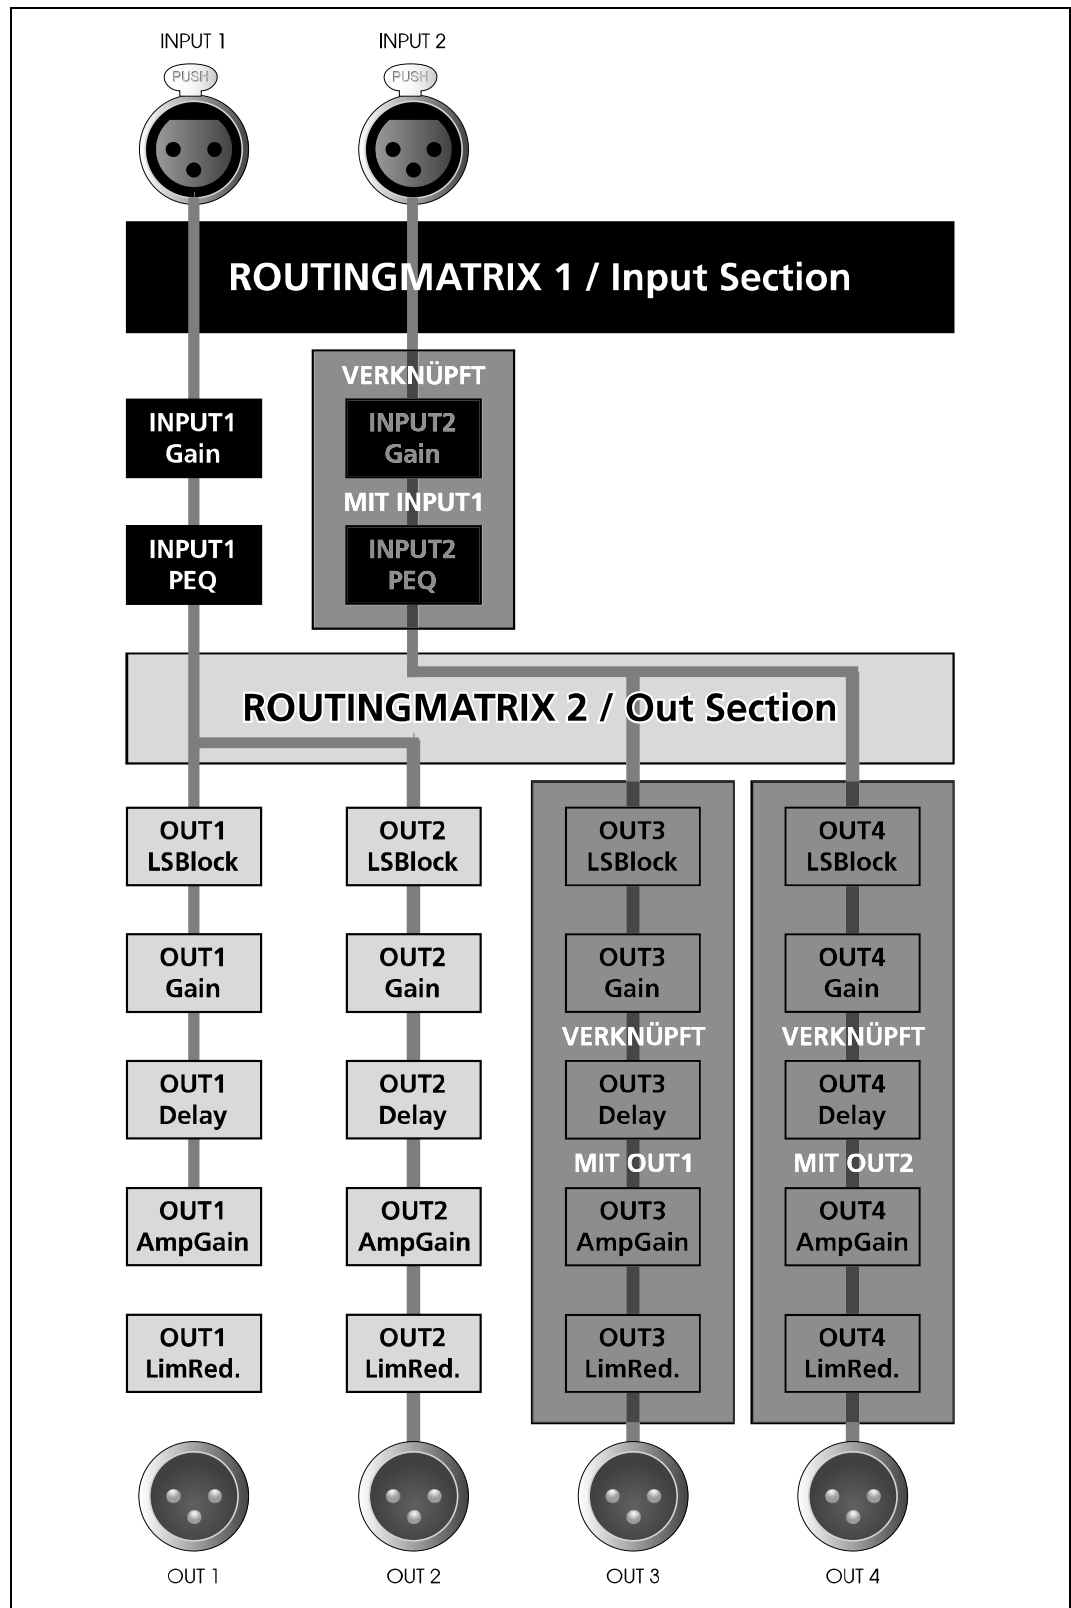 INPUT 1
INPUT 2
PUSH
PUSH
ROUTINGMATRIX 1 / Input Section
VERKNÜPFT
INPUT1
Gain
INPUT2
Gain
MIT INPUT1
INPUT1
PEQ
INPUT2
PEQ
ROUTINGMATRIX 2 / Out Section
OUT1
LSBlock
OUT2
LSBlock
OUT3
LSBlock
OUT4
LSBlock
OUT1
Gain
OUT2
Gain
OUT3
Gain
OUT4
Gain
VERKNÜPFT
VERKNÜPFT
OUT1
Delay
OUT2
Delay
OUT3
Delay
OUT4
Delay
MIT OUT1
MIT OUT2
OUT1
AmpGain
OUT2
AmpGain
OUT3
AmpGain
OUT4
AmpGain
OUT1
LimRed.
OUT2
LimRed.
OUT3
LimRed.
OUT4
LimRed.
OUT 1
OUT 2
OUT 3
OUT 4